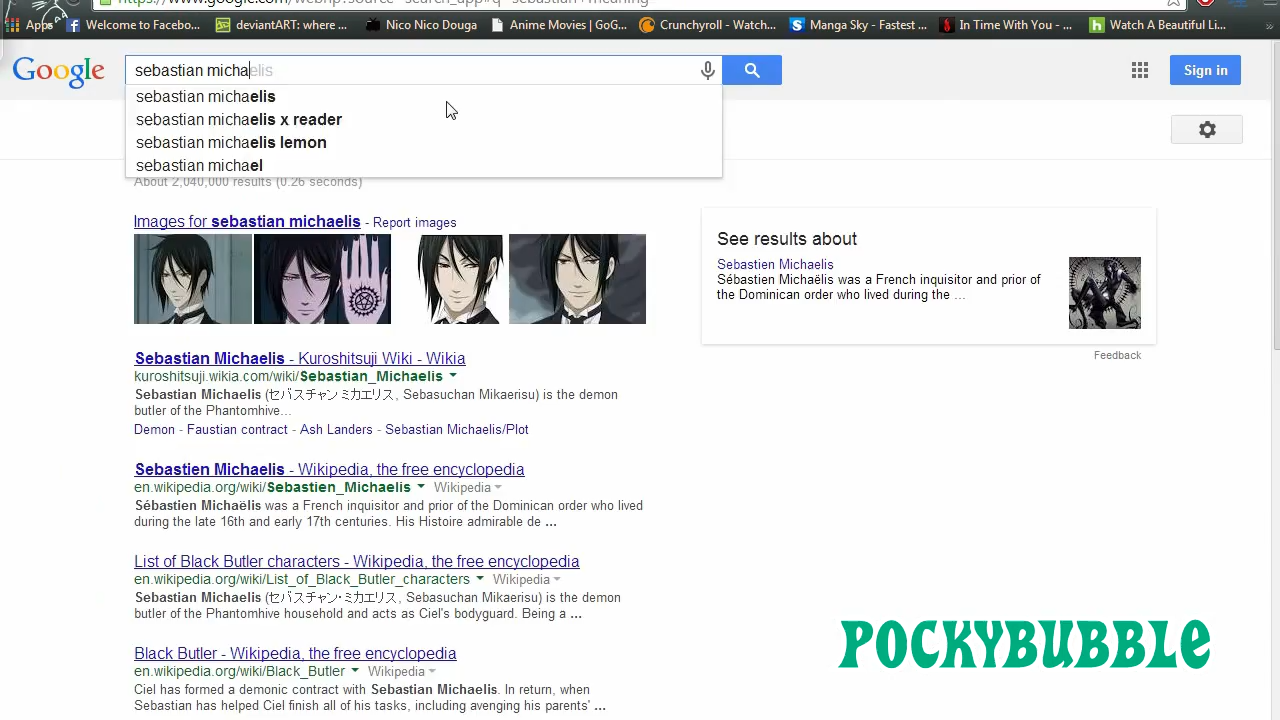 Apps
Welcome to Facebo...
deviantART: where ...
Nico Nico Douga
Anime Movies | GoG...
Crunchyroll - Watch...
Manga Sky - Fastest ...
In Time With You - ...
Watch A Beautiful Li...
»
Google
sebastian michaelis
Sign in
sebastian michaelis
sebastian michaelis x reader
sebastian michaelis lemon
sebastian michael
About 2,040,000 results (0.26 seconds)
Images for sebastian michaelis - Report images
See results about
Sebastien Michaelis
Sébastien Michaëlis was a French inquisitor and prior of
the Dominican order who lived during the ...
Feedback
Sebastian Michaelis - Kuroshitsuji Wiki - Wikia
kuroshitsuji.wikia.com/wiki/Sebastian_Michaelis
Sebastian Michaelis (セバスチャン ミカエリス, Sebasuchan Mikaerisu) is the demon
butler of the Phantomhive...
Demon - Faustian contract - Ash Landers - Sebastian Michaelis/Plot
Sebastien Michaelis - Wikipedia, the free encyclopedia
en.wikipedia.org/wiki/Sebastien_Michaelis Wikipedia
Sébastien Michaëlis was a French inquisitor and prior of the Dominican order who lived
during the late 16th and early 17th centuries. His Histoire admirable de ...
List of Black Butler characters - Wikipedia, the free encyclopedia
en.wikipedia.org/wiki/List_of_Black_Butler_characters Wikipedia
Sebastian Michaelis (セバスチャン・ミカエリス, Sebasuchan Mikaerisu) is the demon
butler of the Phantomhive household and acts as Ciel's bodyguard. Being a ...
Black Butler - Wikipedia, the free encyclopedia
en.wikipedia.org/wiki/Black_Butler Wikipedia
Ciel has formed a demonic contract with Sebastian Michaelis. In return, when
Sebastian has helped Ciel finish all of his tasks, including avenging his parents' ...
POCKYBUBBLE